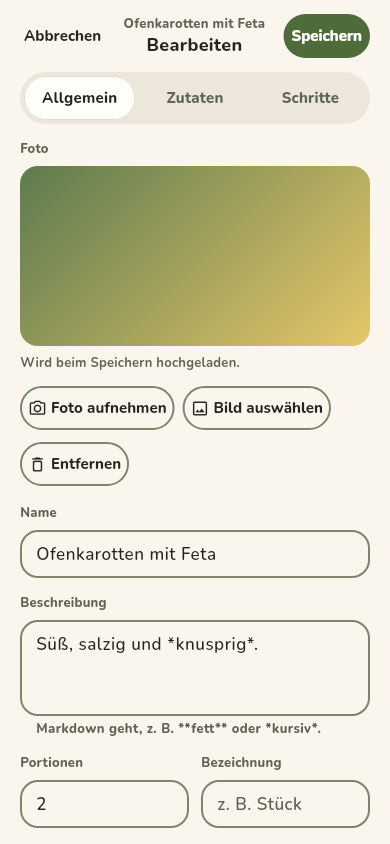 Abbrechen
Ofenkarotten mit Feta
Bearbeiten
Speichern
Allgemein
Zutaten
Schritte
Foto
Wird beim Speichern hochgeladen.
Foto aufnehmen
Bild auswählen
Entfernen
Name
Ofenkarotten mit Feta
Beschreibung
Süß, salzig und *knusprig*.
Markdown geht, z. B. **fett** oder *kursiv*.
Portionen
Bezeichnung
2
z. B. Stück